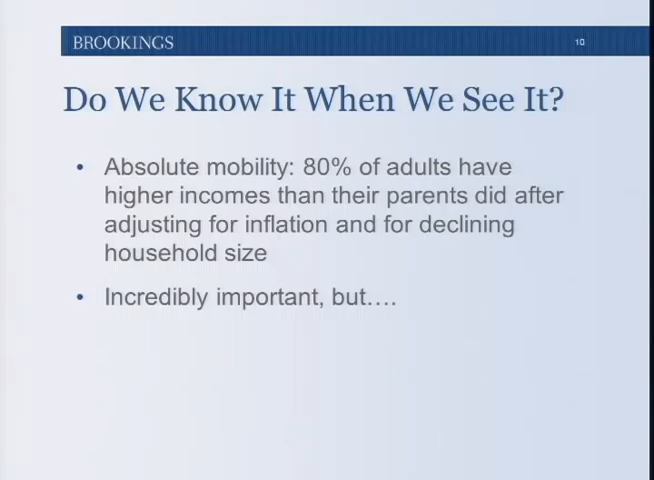 BROOKINGS
10
Do We Know It When We See It?
• Absolute mobility: 80% of adults have
higher incomes than their parents did after
adjusting for inflation and for declining
household size
• Incredibly important, but….